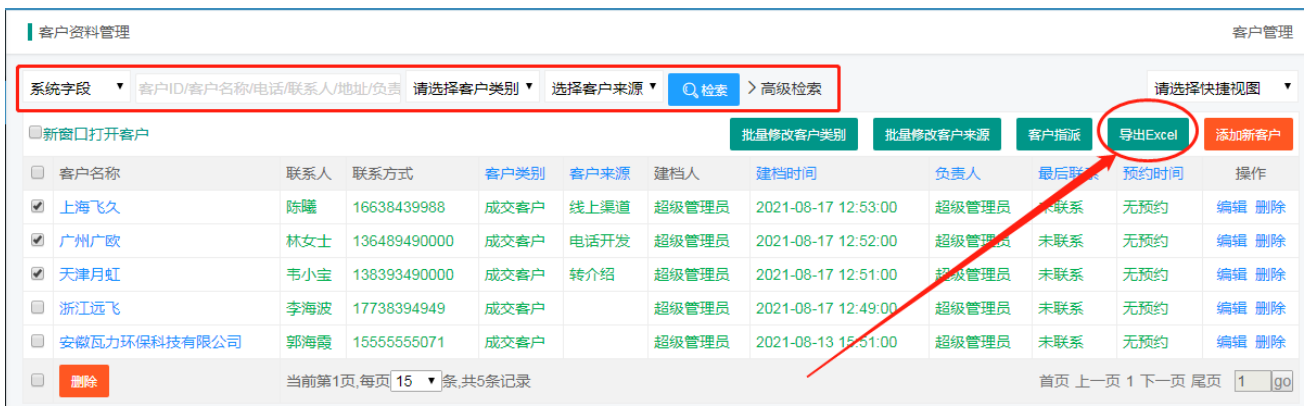 客户资料管理 客户管理
系统字段 客户ID/客户名称/电话/联系人/地址/负责 请选择客户类别 选择客户来源 检索 高级检索 请选择快捷视图
新窗口打开客户 批量修改客户类别 批量修改客户来源 客户指派 导出Excel 添加新客户
客户名称 联系人 联系方式 客户类别 客户来源 建档人 建档时间 负责人 最后联系 预约时间 操作
上海飞久 陈曦 16638439988 成交客户 线上渠道 超级管理员 2021-08-17 12:53:00 超级管理员 未联系 无预约 编辑 删除
广州广欧 林女士 136489490000 成交客户 电话开发 超级管理员 2021-08-17 12:52:00 超级管理员 未联系 无预约 编辑 删除
天津月虹 韦小宝 138393490000 成交客户 转介绍 超级管理员 2021-08-17 12:51:00 超级管理员 未联系 无预约 编辑 删除
浙江远飞 李海波 17738394949 成交客户 超级管理员 2021-08-17 12:49:00 超级管理员 未联系 无预约 编辑 删除
安徽瓦力环保科技有限公司 郭海霞 15555555071 成交客户 超级管理员 2021-08-13 15:51:00 超级管理员 未联系 无预约 编辑 删除
删除 当前第1页,每页 15 条,共5条记录 首页 上一页 1 下一页 尾页 1 go